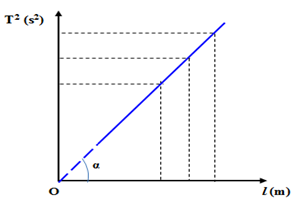 T² (s²)
α
O
l (m)